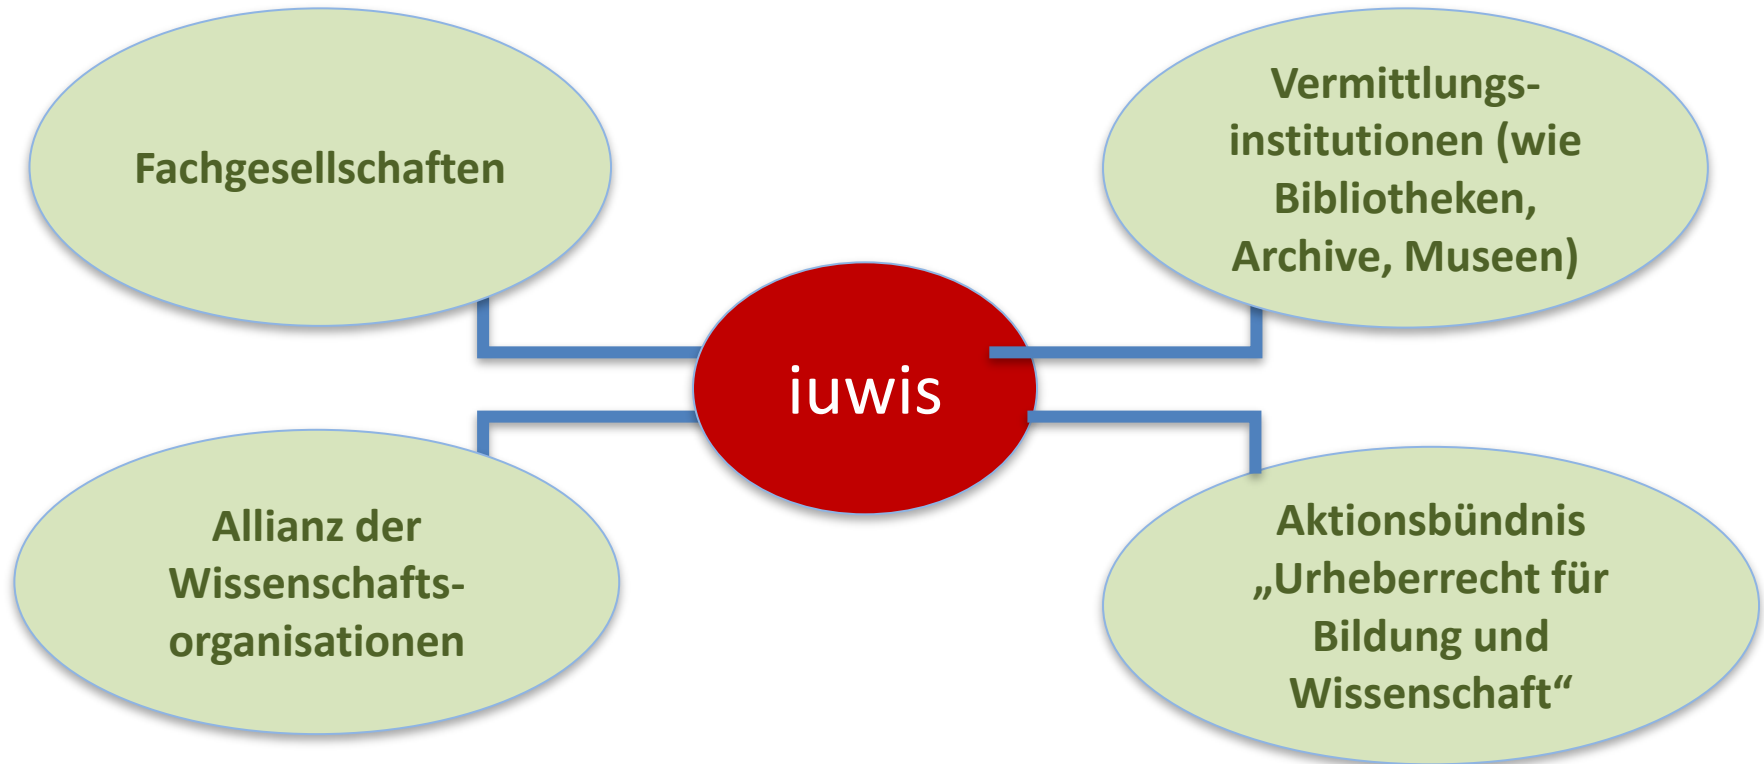 Fachgesellschaften
Vermittlungs-
institutionen (wie
Bibliotheken,
Archive, Museen)
iuwis
Allianz der
Wissenschafts-
organisationen
Aktionsbündnis
„Urheberrecht für
Bildung und
Wissenschaft“